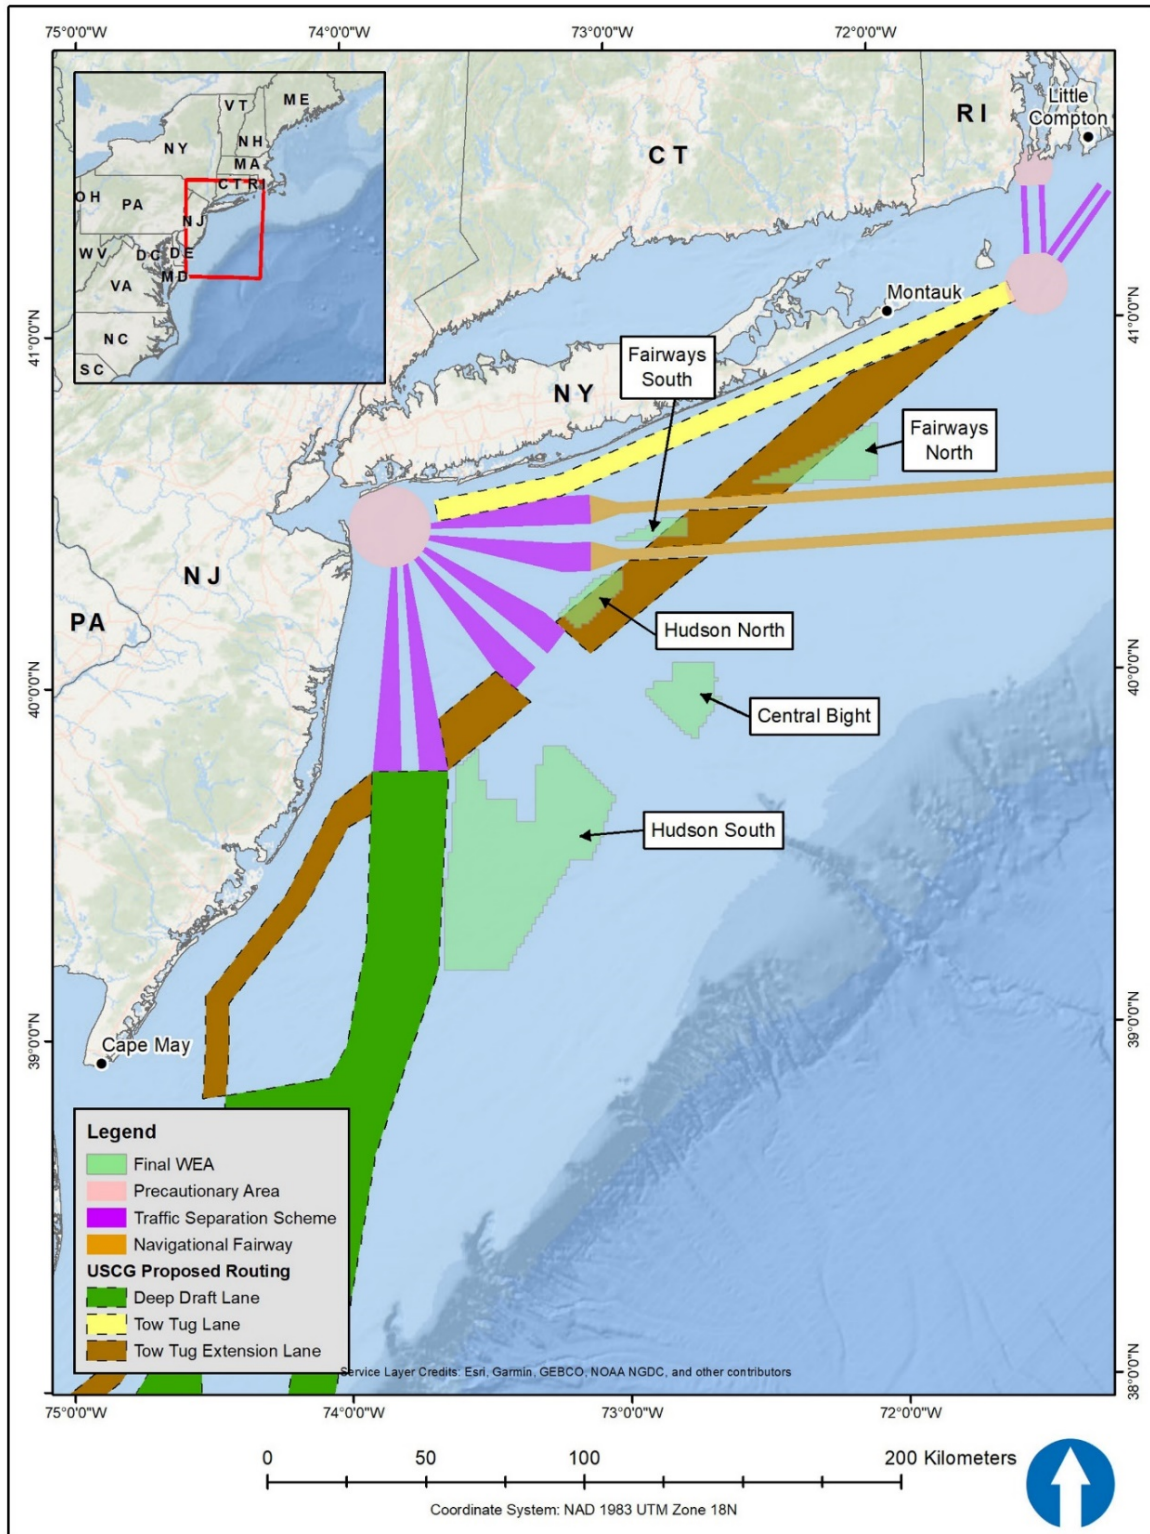 75°0'0"W 74°0'0"W 73°0'0"W 72°0'0"W
VT
ME
NY
NH
MA
CT R
OH
PA
NJ
WV
DC
DE
MD
VA
NC
SC
CT
RI
Little
Compton
Montauk
41°0'0"N
41°0'0"N
Fairways
South
NY
Fairways
North
NJ
PA
Hudson North
40°0'0"N
40°0'0"N
Central Bight
Hudson South
39°0'0"N
39°0'0"N
Cape May
Legend
Final WEA
Precautionary Area
Traffic Separation Scheme
Navigational Fairway
USCG Proposed Routing
Deep Draft Lane
Tow Tug Lane
Tow Tug Extension Lane
Service Layer Credits: Esri, Garmin, GEBCO, NOAA NGDC, and other contributors
38°0'0"N
75°0'0"W 74°0'0"W 73°0'0"W 72°0'0"W
0 50 100 200 Kilometers
Coordinate System: NAD 1983 UTM Zone 18N